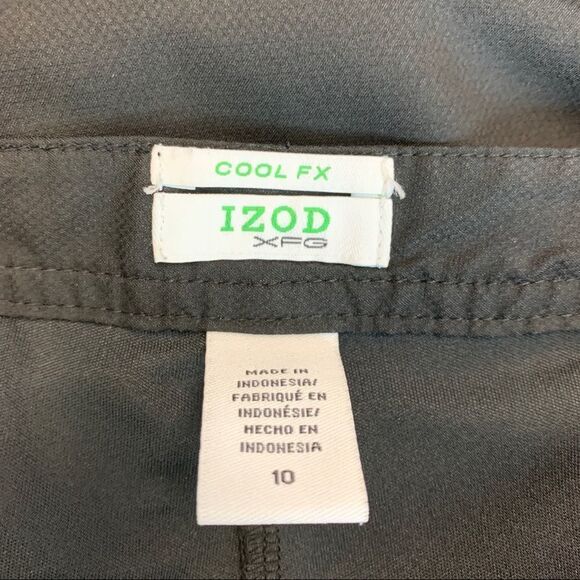 COOL FX
IZOD
XFG
MADE IN
INDONESIA/
FABRIQUÉ EN
INDONÉSIE/
HECHO EN
INDONESIA
10